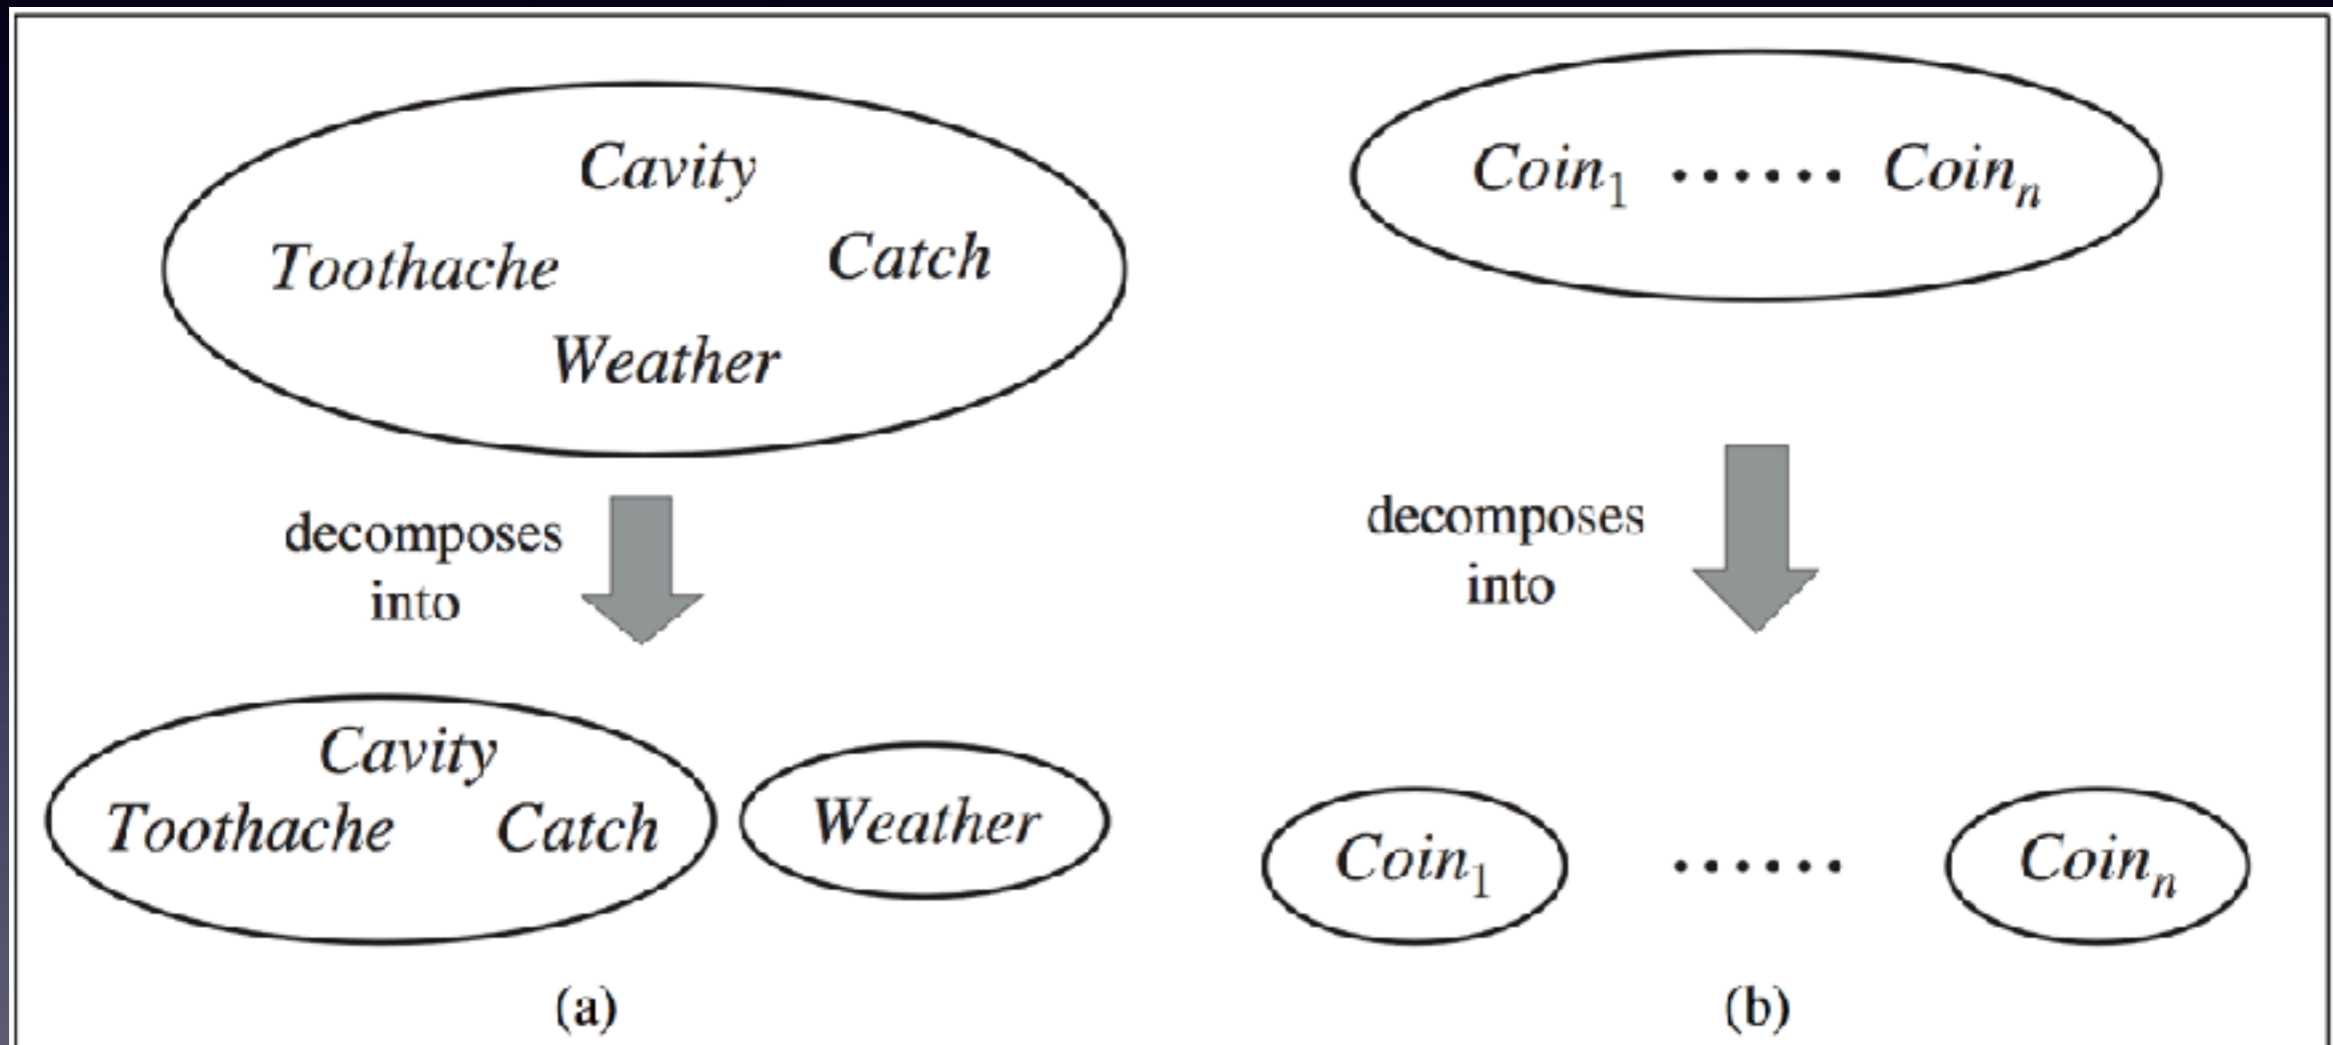 Cavity
Toothache Catch
Weather
decomposes
into
Cavity
Toothache Catch
Weather
(a)
Coin₁ ······ Coinₙ
decomposes
into
Coin₁ ······ Coinₙ
(b)